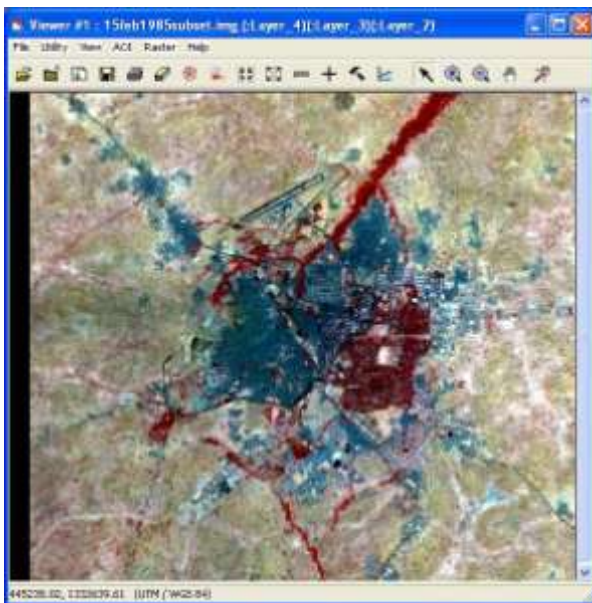 Viewer #1 : 15feb1985subset.img (:Layer_4)(:Layer_3)(:Layer_2)
File Utility View AOI Raster Help
445238.02, 1332639.61 (UTM / WGS 84)